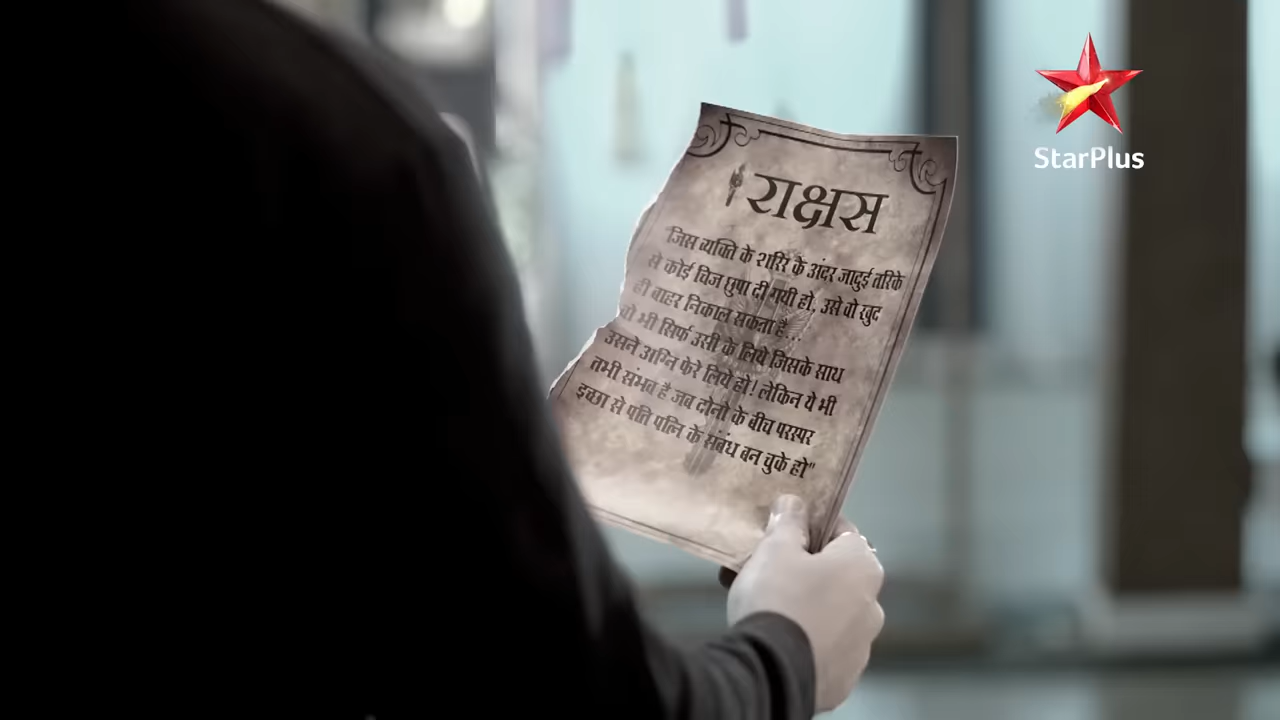 StarPlus
राक्षस
"जिस व्यक्ति के शरिर के अंदर जादुई तरिके
से कोई चिज छुपा दी गयी हो, उसे वो खुद
ही बाहर निकाल सकता है...
वो भी सिर्फ उसी के लिये जिसके साथ
उसने अग्नि फेरे लिये हो! लेकिन ये भी
तभी संभव है जब दोनो के बीच परस्पर
इच्छा से पति पत्नि के संबंध बन चुके हो"